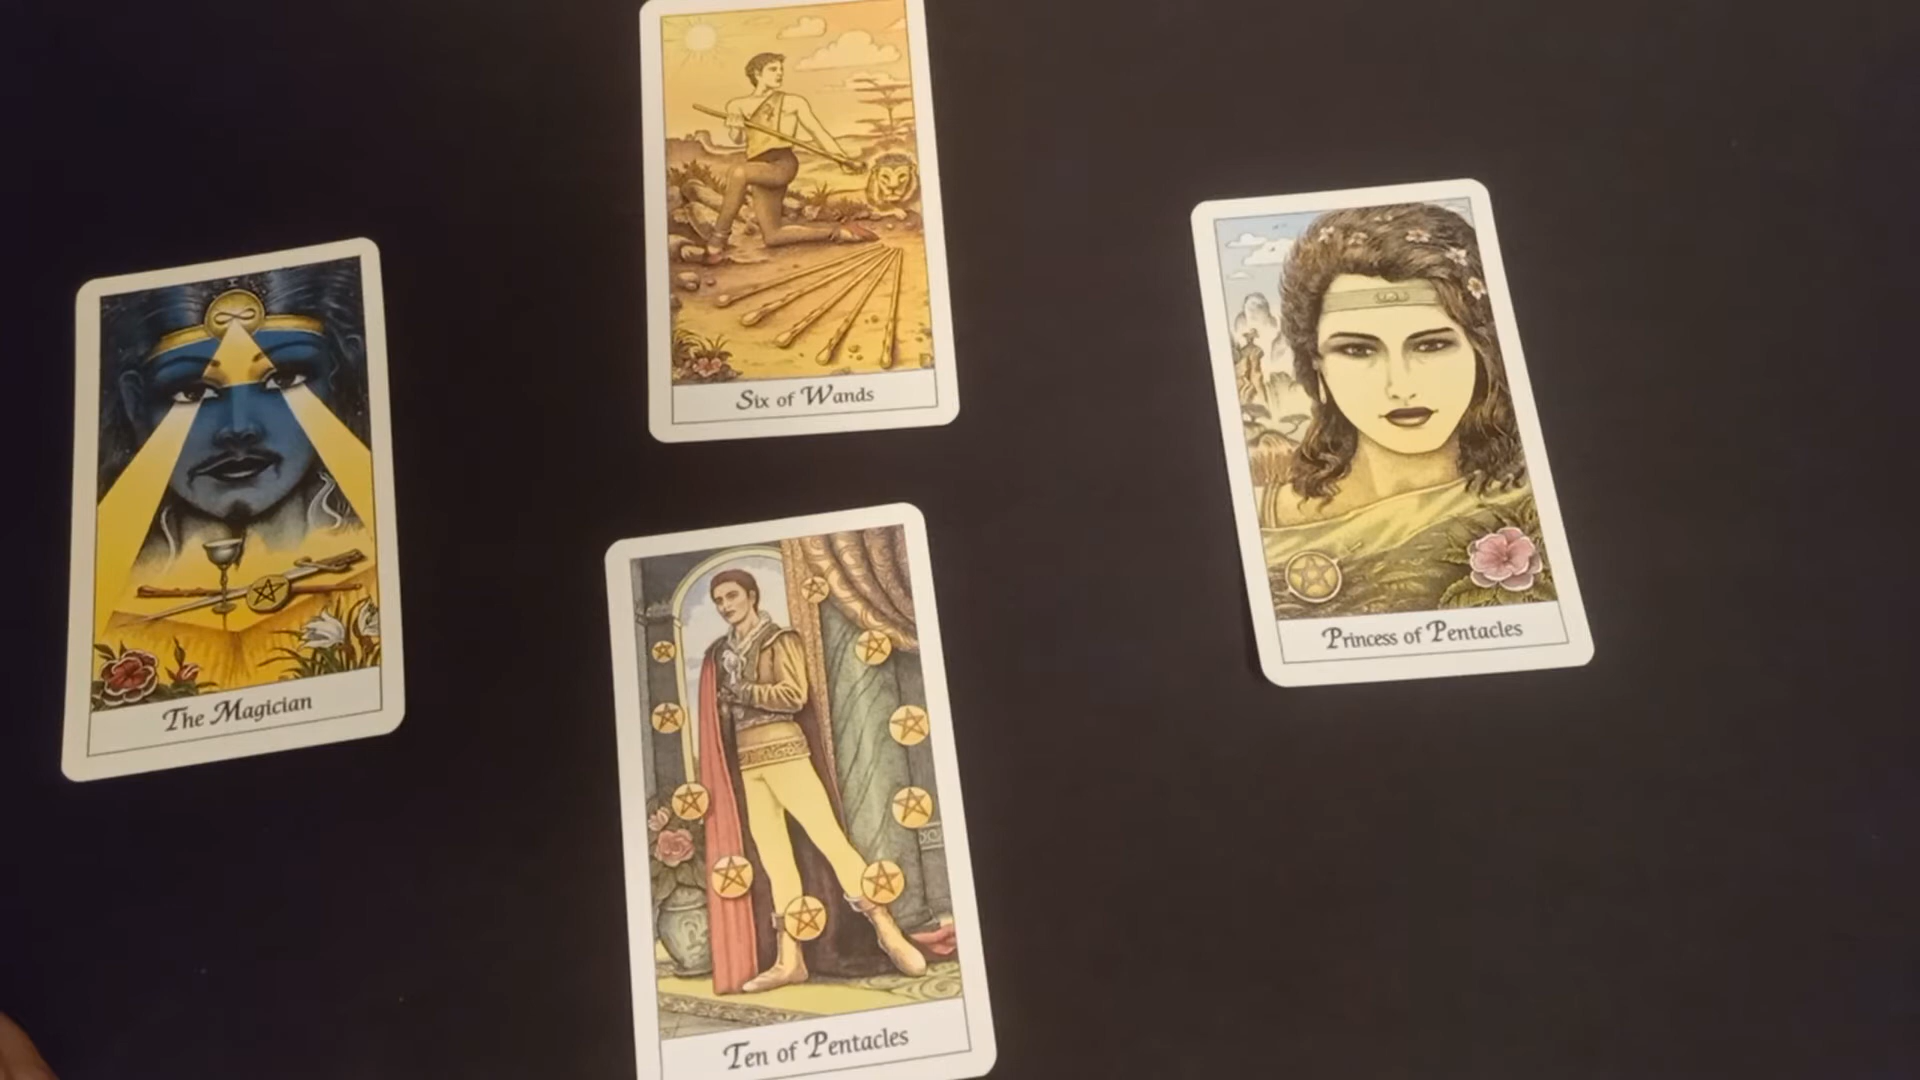 Six of Wands
The Magician
Princess of Pentacles
Ten of Pentacles